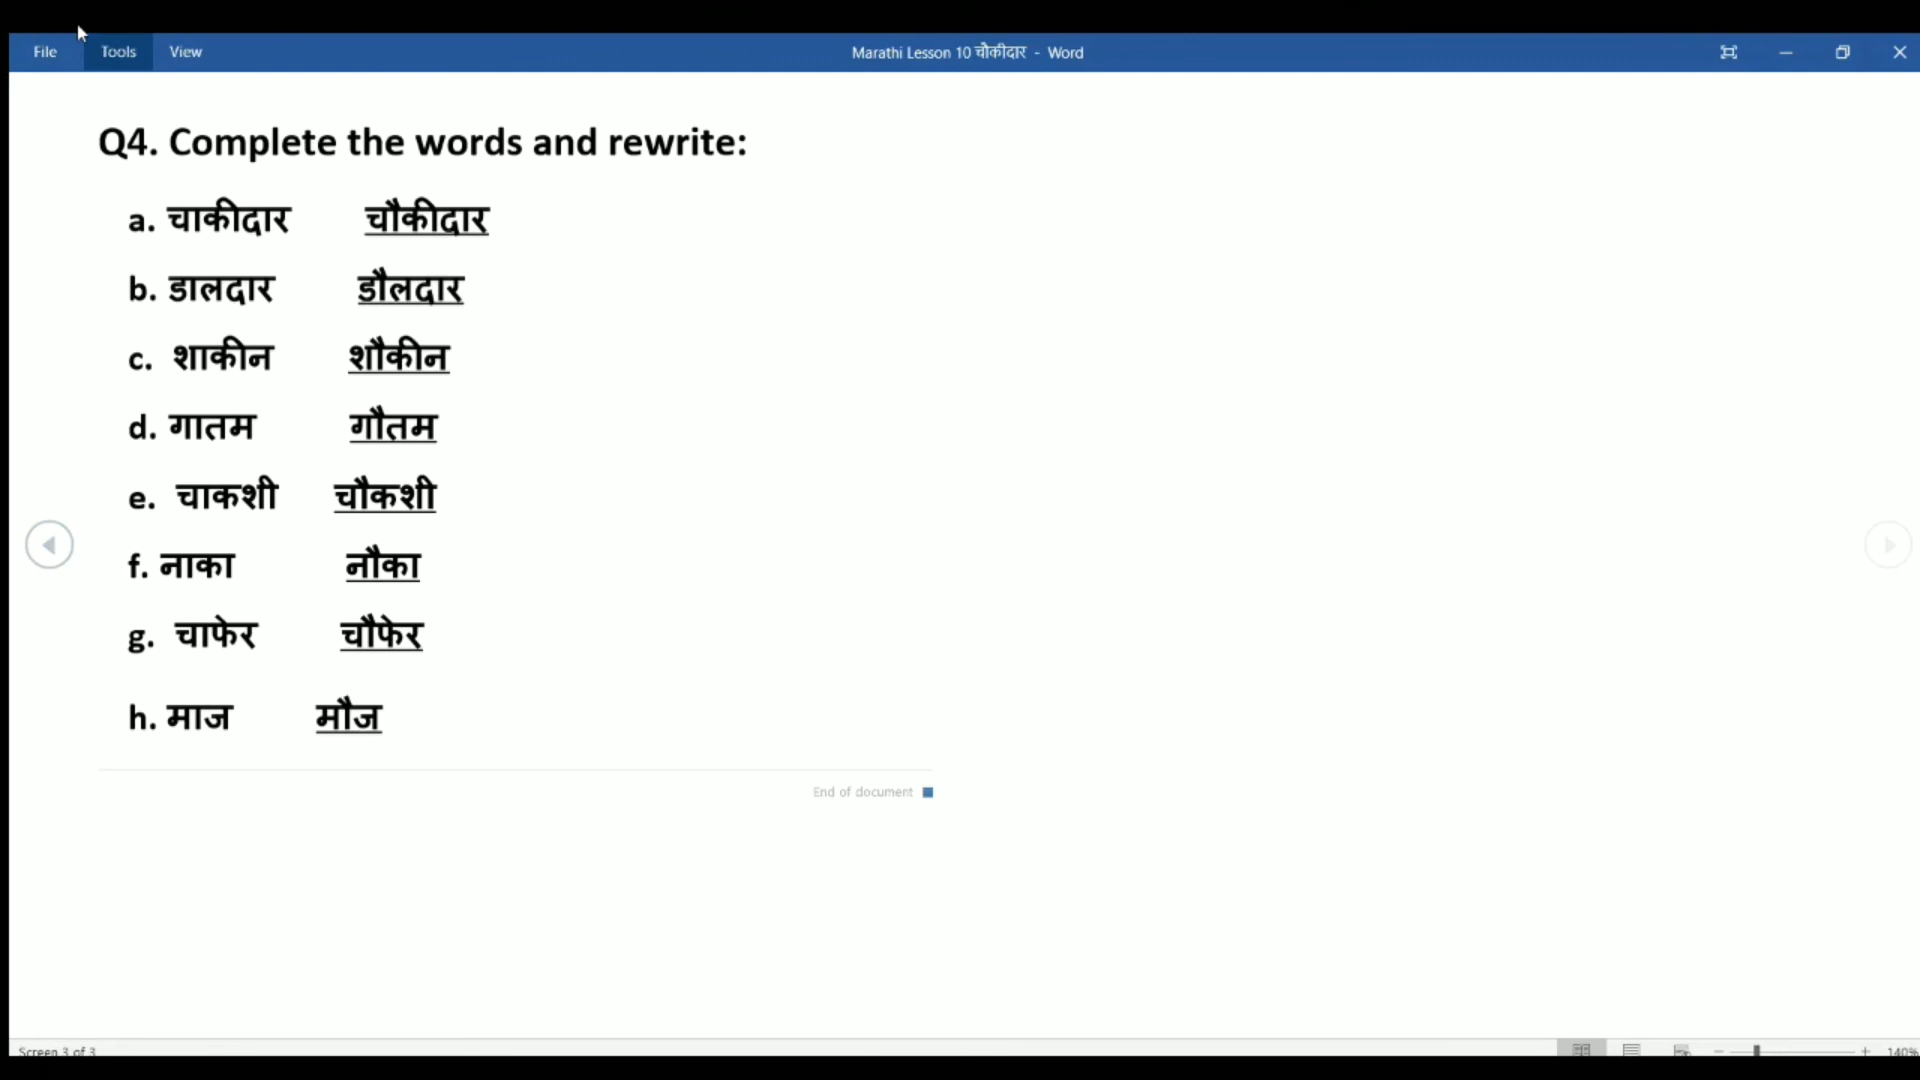 File Tools View Marathi Lesson 10 चौकीदार - Word
Q4. Complete the words and rewrite:
a. चाकीदार चौकीदार
b. डालदार डौलदार
c. शाकीन शौकीन
d. गातम गौतम
e. चाकशी चौकशी
f. नाका नौका
g. चाफेर चौफेर
h. माज मौज
End of document
Screen 3 of 3 140%